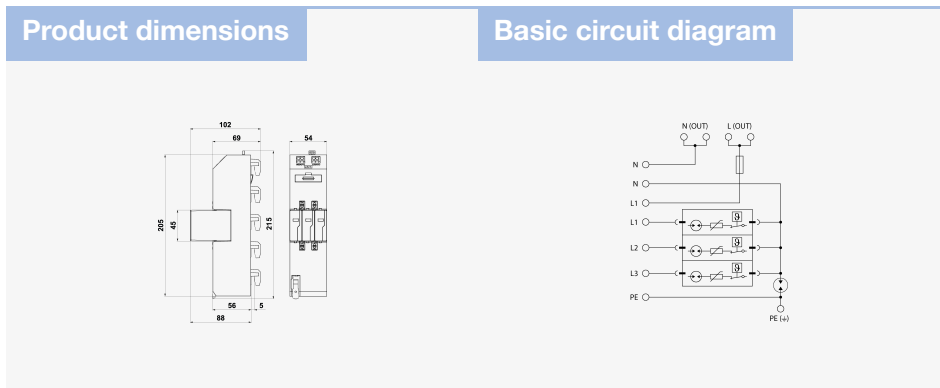 Product dimensions
Basic circuit diagram
102
69
54
205
45
215
56
5
88
N (OUT)
L (OUT)
N
N
L1
L1
L2
L3
PE
PE (⏚)